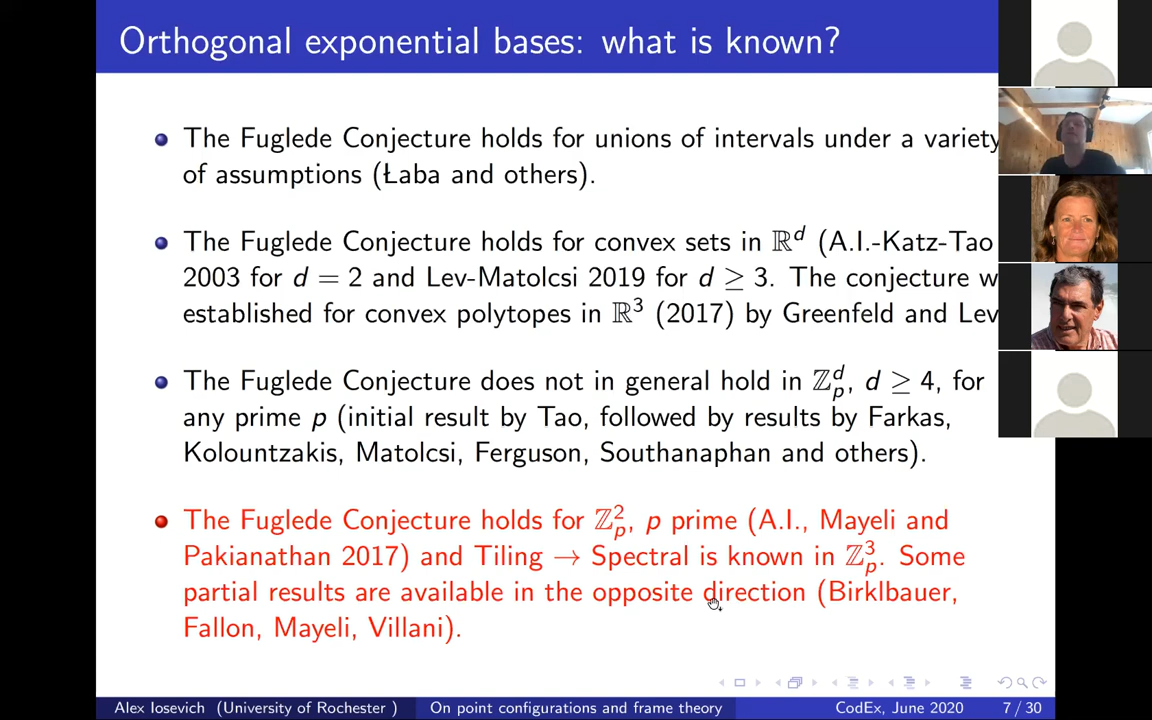 Orthogonal exponential bases: what is known?
The Fuglede Conjecture holds for unions of intervals under a variety
of assumptions (Łaba and others).
The Fuglede Conjecture holds for convex sets in ℝ^d (A.I.-Katz-Tao
2003 for d = 2 and Lev-Matolcsi 2019 for d ≥ 3. The conjecture w
established for convex polytopes in ℝ^3 (2017) by Greenfeld and Lev
The Fuglede Conjecture does not in general hold in ℤ_p^d, d ≥ 4, for
any prime p (initial result by Tao, followed by results by Farkas,
Kolountzakis, Matolcsi, Ferguson, Southanaphan and others).
The Fuglede Conjecture holds for ℤ_p^2, p prime (A.I., Mayeli and
Pakianathan 2017) and Tiling → Spectral is known in ℤ_p^3. Some
partial results are available in the opposite direction (Birklbauer,
Fallon, Mayeli, Villani).
Alex Iosevich (University of Rochester ) On point configurations and frame theory CodEx, June 2020 7 / 30